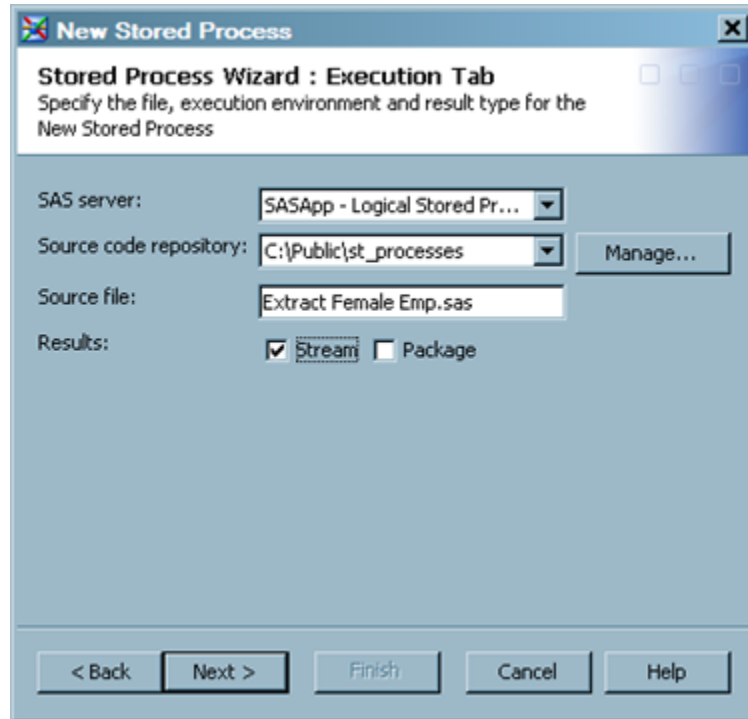 New Stored Process
Stored Process Wizard : Execution Tab
Specify the file, execution environment and result type for the
New Stored Process
SAS server: SASApp - Logical Stored Pr...
Source code repository: C:\Public\st_processes Manage...
Source file: Extract Female Emp.sas
Results: Stream Package
< Back Next > Finish Cancel Help